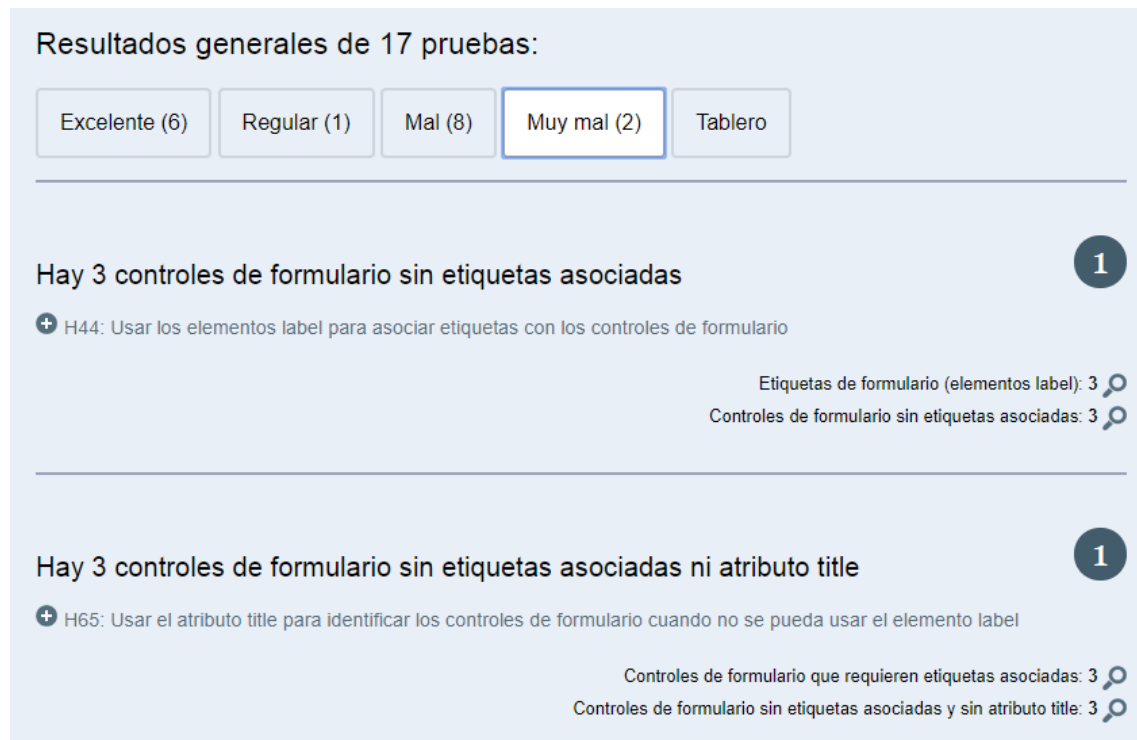 Resultados generales de 17 pruebas:
Excelente (6) Regular (1) Mal (8) Muy mal (2) Tablero
1
Hay 3 controles de formulario sin etiquetas asociadas
H44: Usar los elementos label para asociar etiquetas con los controles de formulario
Etiquetas de formulario (elementos label): 3
Controles de formulario sin etiquetas asociadas: 3
1
Hay 3 controles de formulario sin etiquetas asociadas ni atributo title
H65: Usar el atributo title para identificar los controles de formulario cuando no se pueda usar el elemento label
Controles de formulario que requieren etiquetas asociadas: 3
Controles de formulario sin etiquetas asociadas y sin atributo title: 3